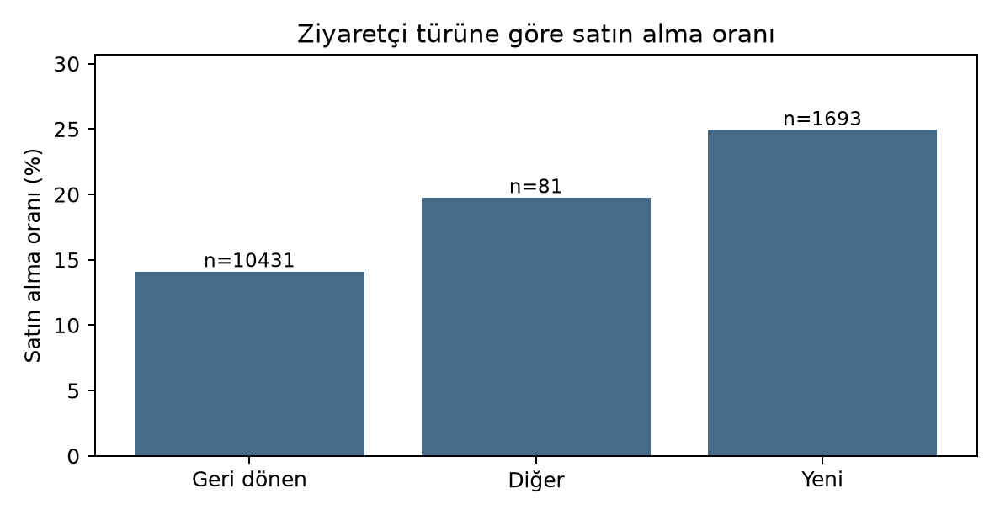 Ziyaretçi türüne göre satın alma oranı
Satın alma oranı (%)
30
25
20
15
10
5
0
n=10431
n=81
n=1693
Geri dönen
Diğer
Yeni